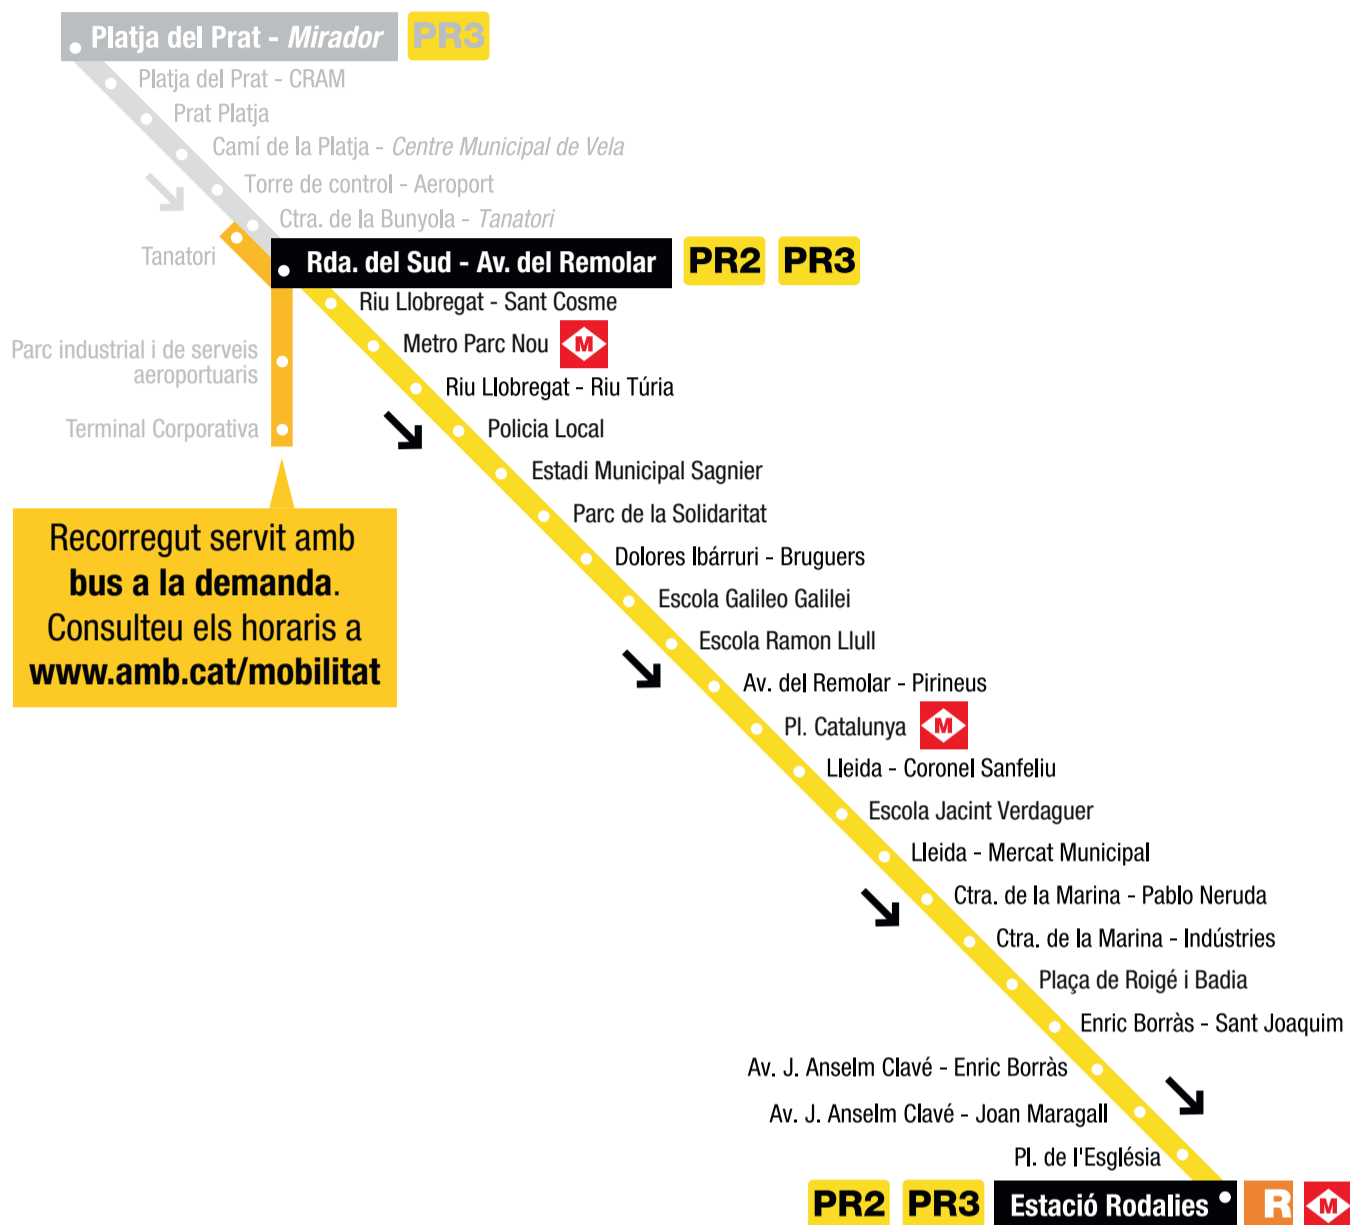 Platja del Prat - Mirador PR3
Platja del Prat - CRAM
Prat Platja
Camí de la Platja - Centre Municipal de Vela
Torre de control - Aeroport
Ctra. de la Bunyola - Tanatori
Tanatori
Rda. del Sud - Av. del Remolar PR2 PR3
Riu Llobregat - Sant Cosme
Metro Parc Nou M
Parc industrial i de serveis
aeroportuaris
Riu Llobregat - Riu Túria
Terminal Corporativa
Policia Local
Estadi Municipal Sagnier
Parc de la Solidaritat
Recorregut servit amb
bus a la demanda.
Consulteu els horaris a
www.amb.cat/mobilitat
Dolores Ibárruri - Bruguers
Escola Galileo Galilei
Escola Ramon Llull
Av. del Remolar - Pirineus
Pl. Catalunya M
Lleida - Coronel Sanfeliu
Escola Jacint Verdaguer
Lleida - Mercat Municipal
Ctra. de la Marina - Pablo Neruda
Ctra. de la Marina - Indústries
Plaça de Roigé i Badia
Enric Borràs - Sant Joaquim
Av. J. Anselm Clavé - Enric Borràs
Av. J. Anselm Clavé - Joan Maragall
Pl. de l'Església
PR2 PR3 Estació Rodalies R M